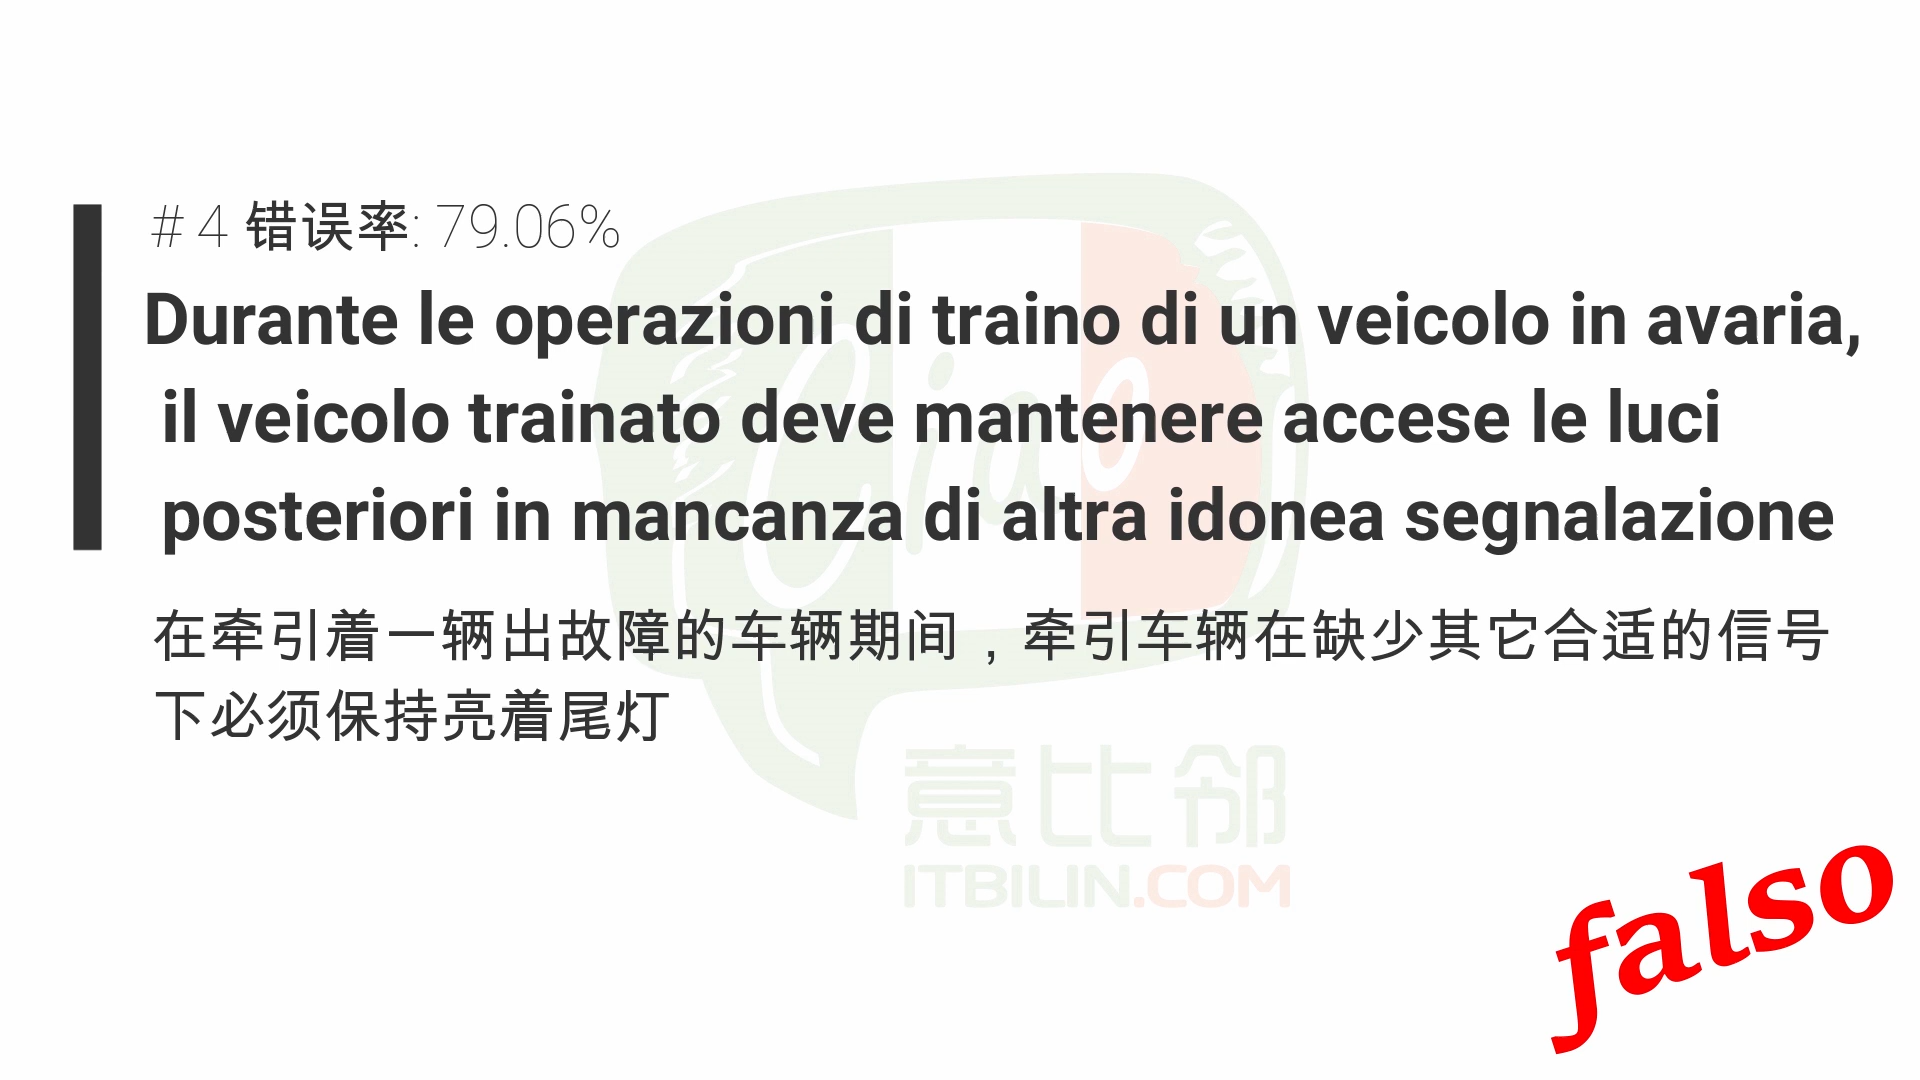 # 4 错误率: 79.06%
Durante le operazioni di traino di un veicolo in avaria,
il veicolo trainato deve mantenere accese le luci
posteriori in mancanza di altra idonea segnalazione
在牵引着一辆出故障的车辆期间，牵引车辆在缺少其它合适的信号
下必须保持亮着尾灯
Ciao
意比邻
ITBILIN.COM
falso